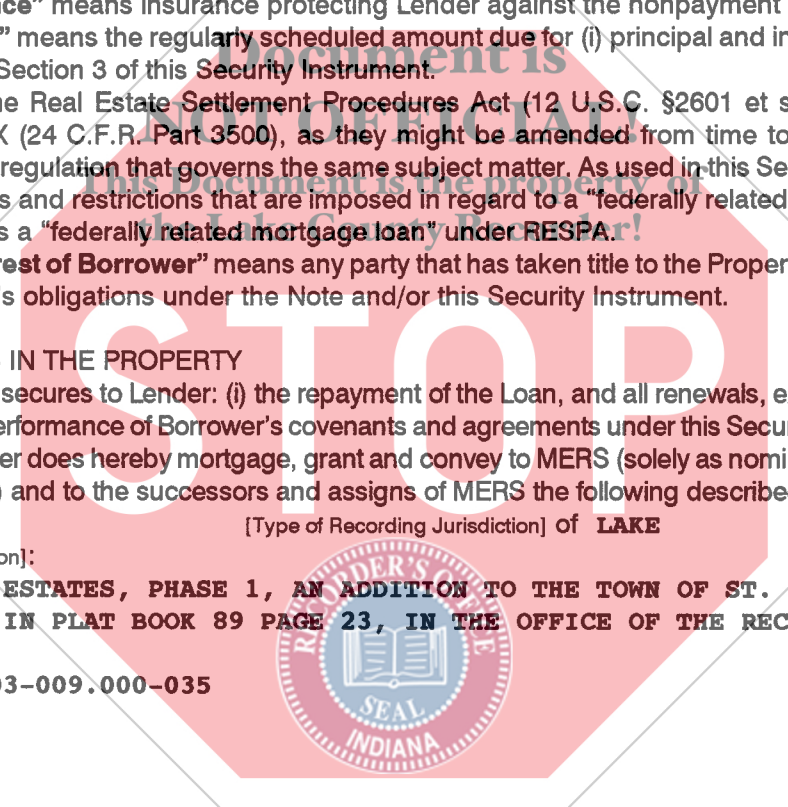 ce” means insurance protecting Lender against the nonpayment
” means the regularly scheduled amount due for (i) principal and in
Section 3 of this Security Instrument.
ne Real Estate Settlement Procedures Act (12 U.S.C. §2601 et s
X (24 C.F.R. Part 3500), as they might be amended from time to
regulation that governs the same subject matter. As used in this Se
s and restrictions that are imposed in regard to a “federally related
s a “federally related mortgage loan” under RESPA.
rest of Borrower” means any party that has taken title to the Proper
’s obligations under the Note and/or this Security Instrument.
IN THE PROPERTY
secures to Lender: (i) the repayment of the Loan, and all renewals, e
erformance of Borrower’s covenants and agreements under this Secur
er does hereby mortgage, grant and convey to MERS (solely as nomi
) and to the successors and assigns of MERS the following describe
[Type of Recording Jurisdiction] of LAKE
on]:
ESTATES, PHASE 1, AN ADDITION TO THE TOWN OF ST.
IN PLAT BOOK 89 PAGE 23, IN THE OFFICE OF THE REC
03-009.000-035
Document is
NOT OFFICIAL!
This Document is the property of
the Lake County Recorder!
STOP
RECORDER’S OFFICE
SEAL
INDIANA